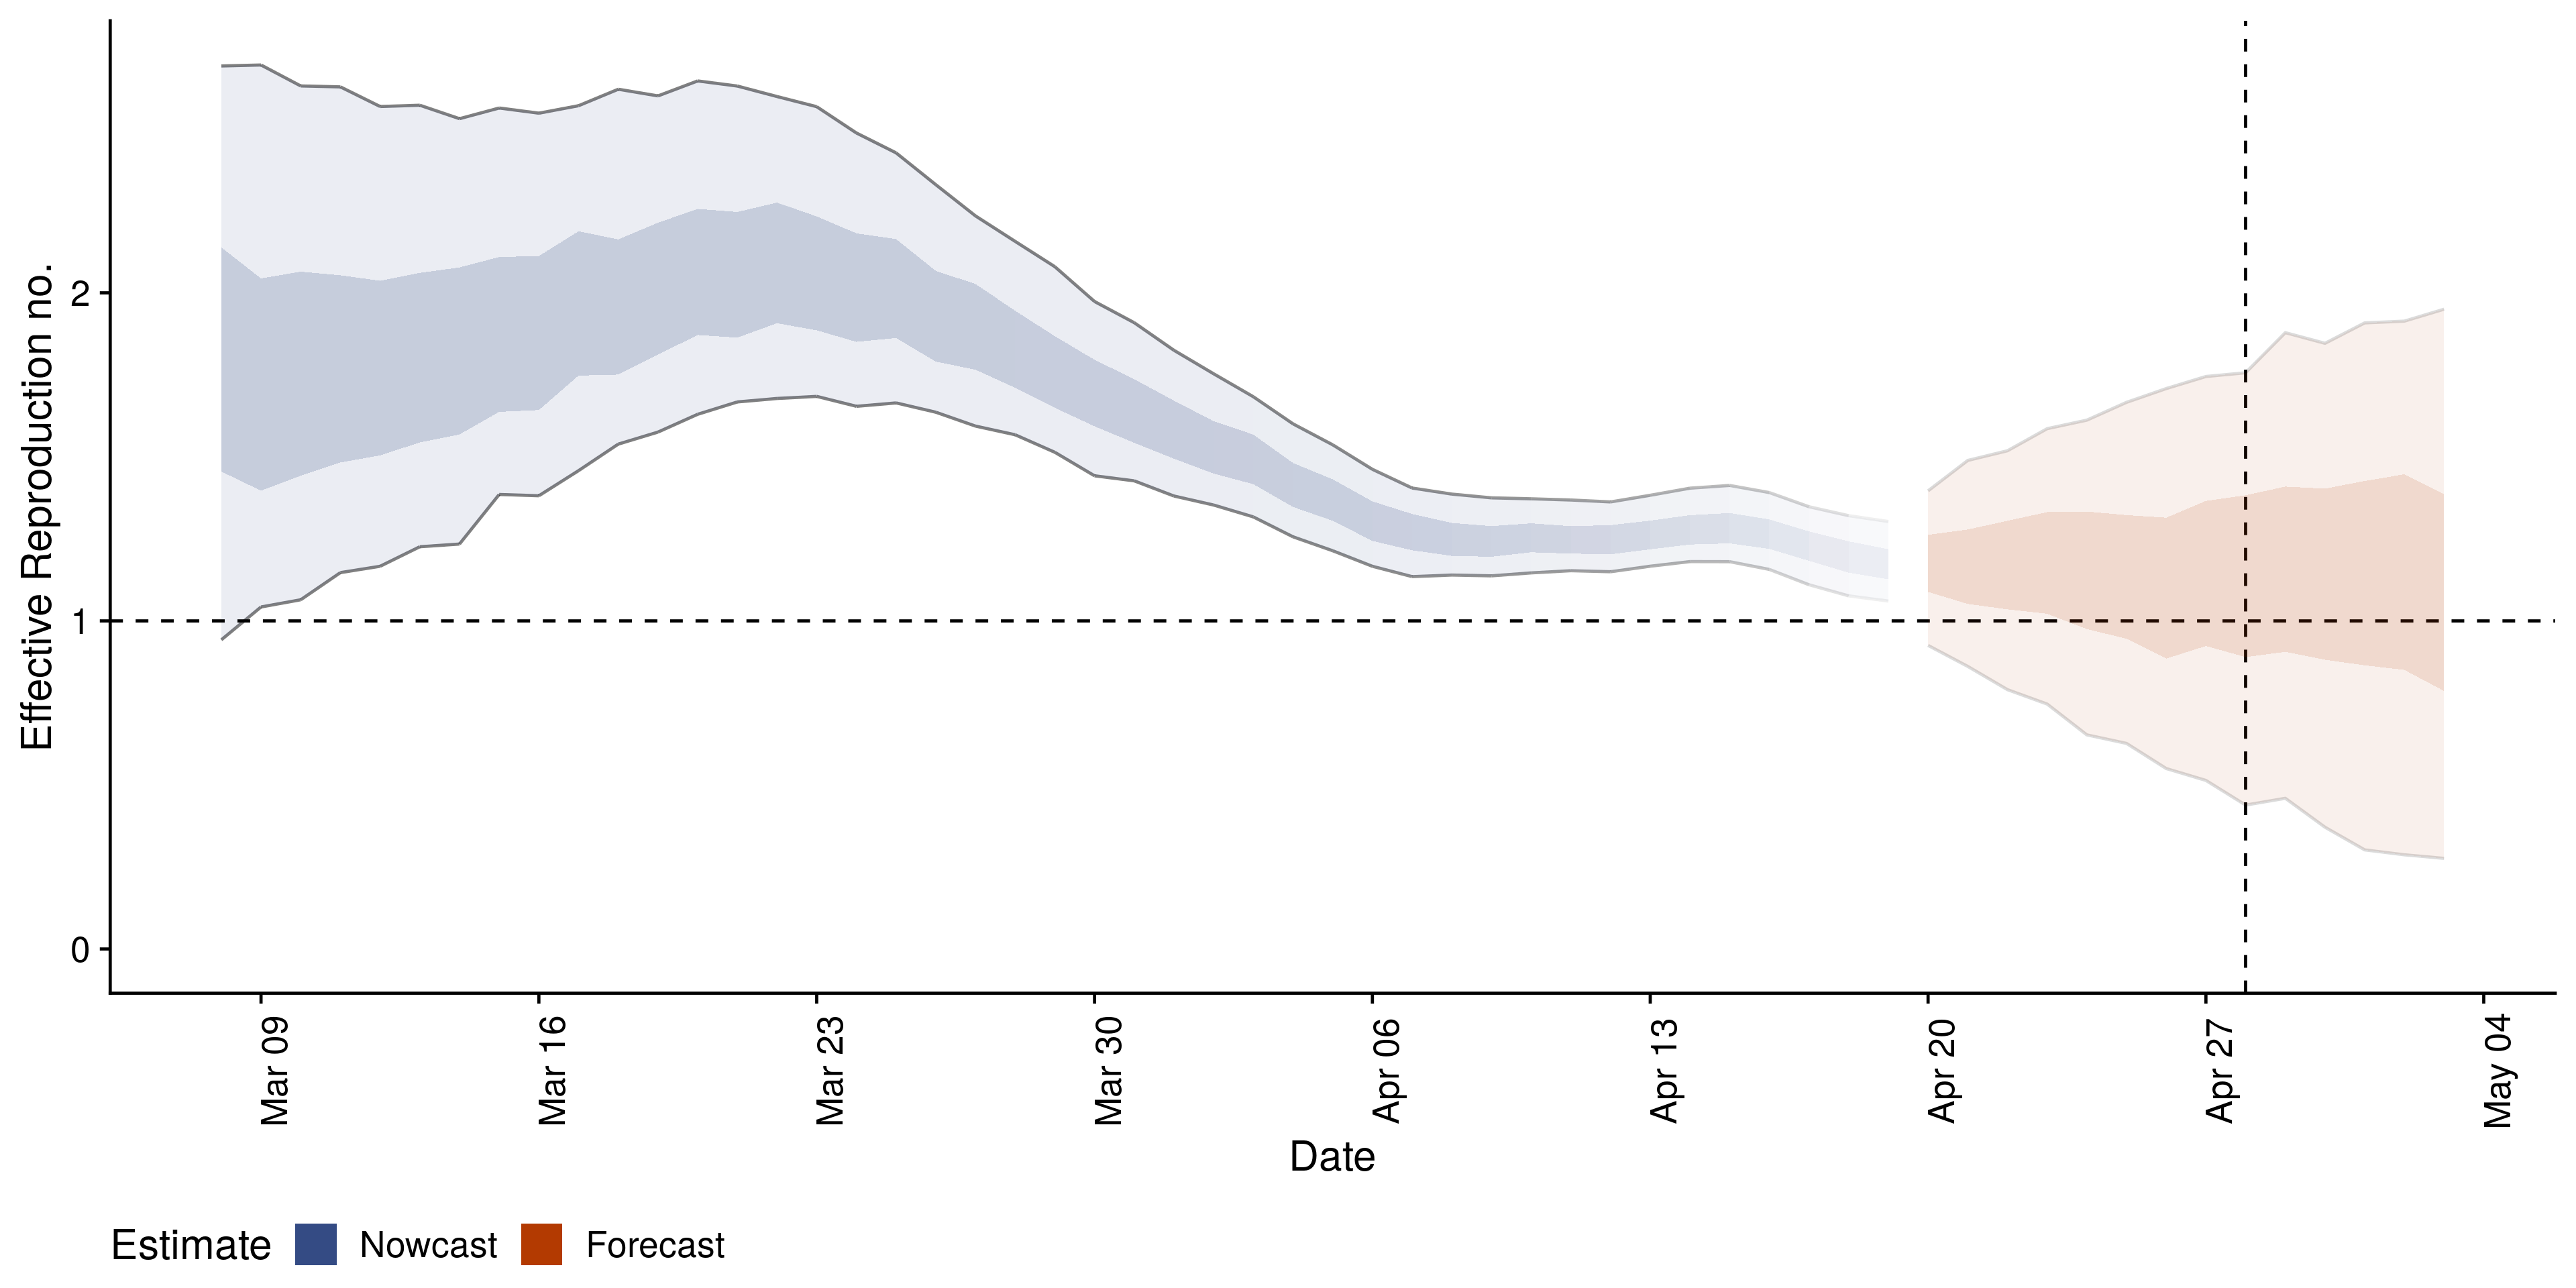 Effective Reproduction no.
2
1
0
Mar 09
Mar 16
Mar 23
Mar 30
Apr 06
Apr 13
Apr 20
Apr 27
May 04
Date
Estimate Nowcast Forecast